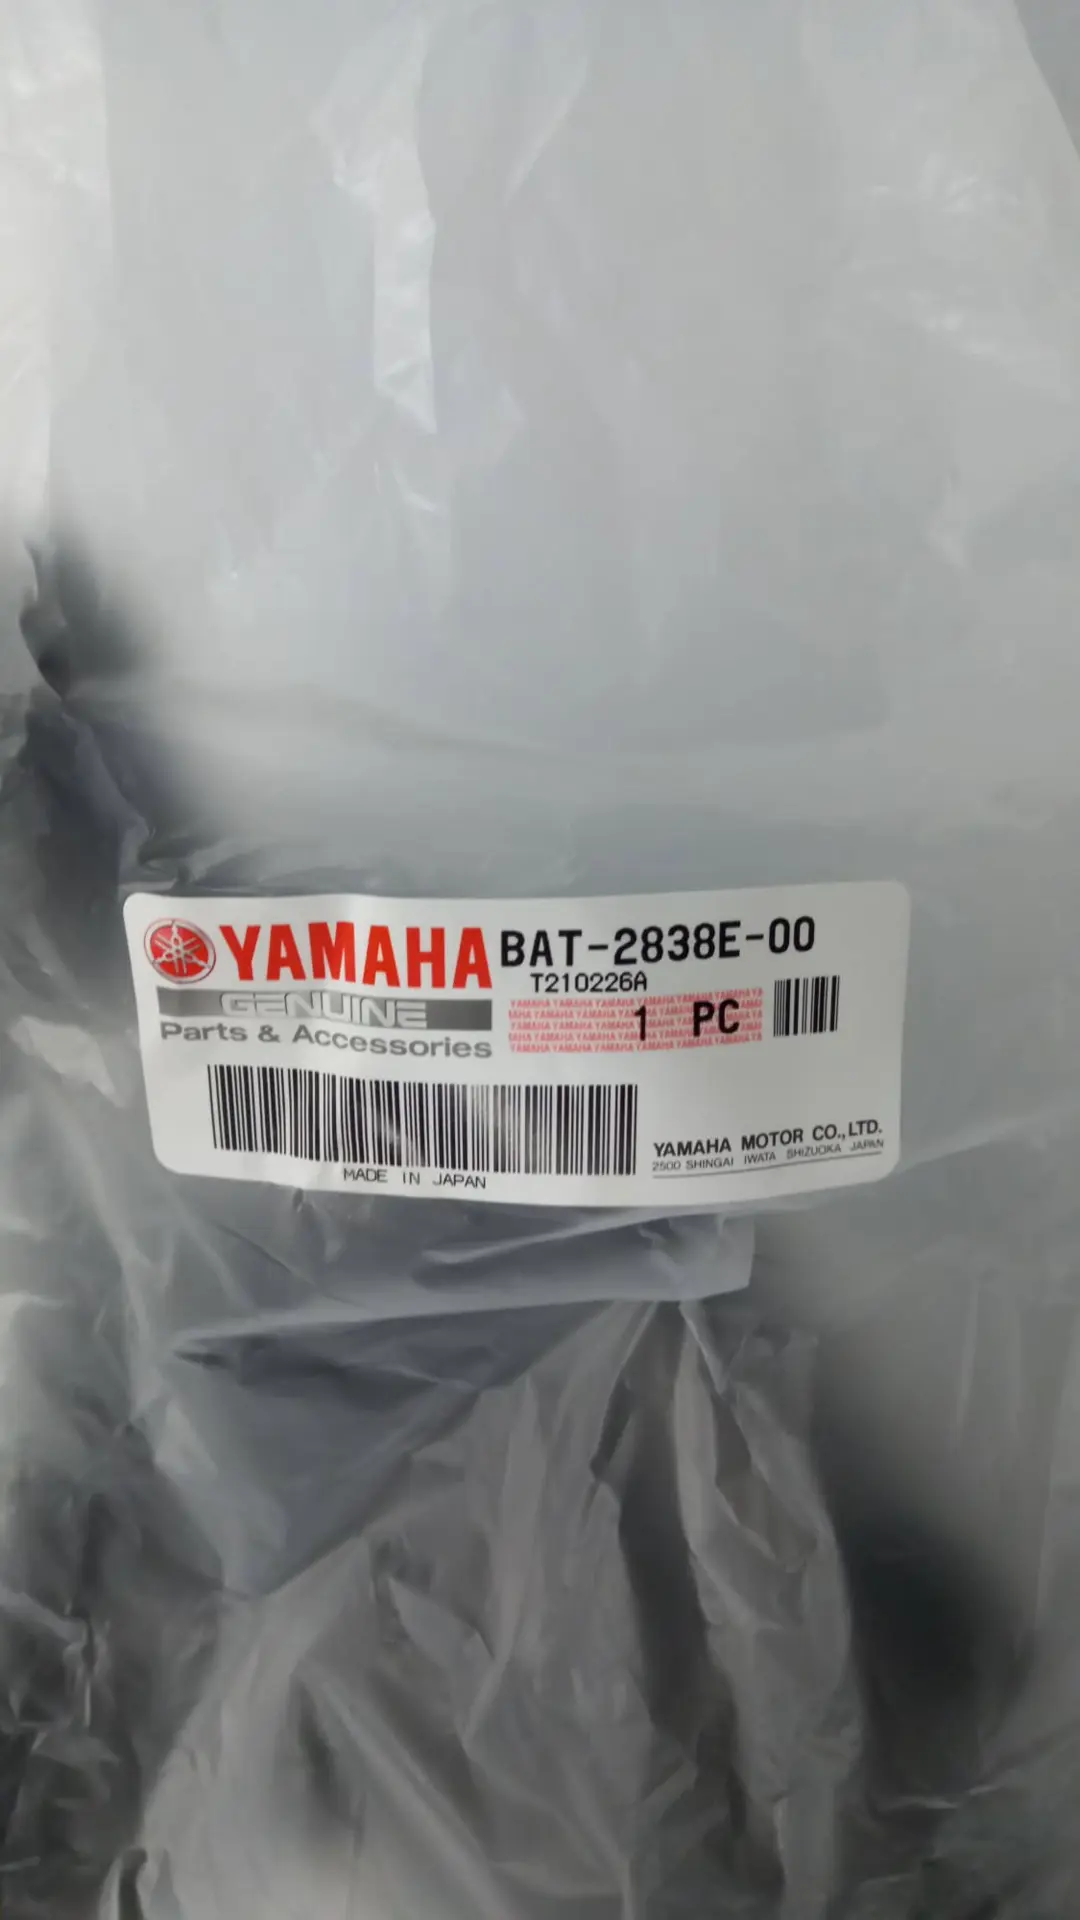 YAMAHA
GENUINE
Parts & Accessories
BAT-2838E-00
T210226A
1 PC
MADE IN JAPAN
YAMAHA MOTOR CO.,LTD.
2500 SHINGAI IWATA SHIZUOKA JAPAN